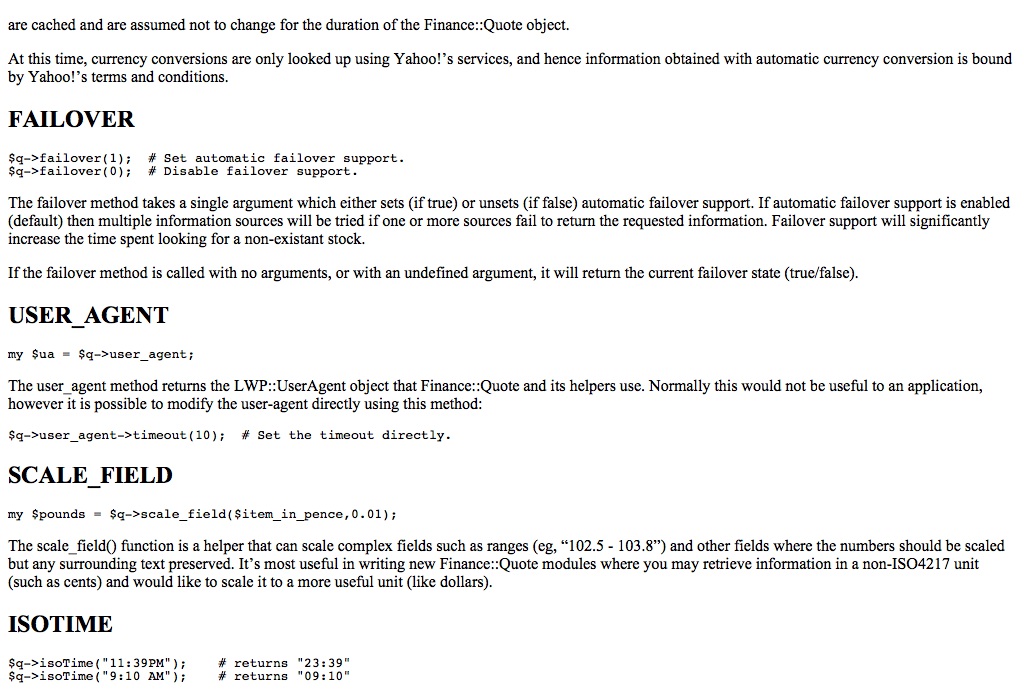 are cached and are assumed not to change for the duration of the Finance::Quote object.
At this time, currency conversions are only looked up using Yahoo!’s services, and hence information obtained with automatic currency conversion is bound
by Yahoo!’s terms and conditions.
FAILOVER
$q->failover(1);  # Set automatic failover support.
$q->failover(0);  # Disable failover support.
The failover method takes a single argument which either sets (if true) or unsets (if false) automatic failover support. If automatic failover support is enabled
(default) then multiple information sources will be tried if one or more sources fail to return the requested information. Failover support will significantly
increase the time spent looking for a non-existant stock.
If the failover method is called with no arguments, or with an undefined argument, it will return the current failover state (true/false).
USER_AGENT
my $ua = $q->user_agent;
The user_agent method returns the LWP::UserAgent object that Finance::Quote and its helpers use. Normally this would not be useful to an application,
however it is possible to modify the user-agent directly using this method:
$q->user_agent->timeout(10);  # Set the timeout directly.
SCALE_FIELD
my $pounds = $q->scale_field($item_in_pence,0.01);
The scale_field() function is a helper that can scale complex fields such as ranges (eg, “102.5 - 103.8”) and other fields where the numbers should be scaled
but any surrounding text preserved. It’s most useful in writing new Finance::Quote modules where you may retrieve information in a non-ISO4217 unit
(such as cents) and would like to scale it to a more useful unit (like dollars).
ISOTIME
$q->isoTime("11:39PM");    # returns "23:39"
$q->isoTime("9:10 AM");    # returns "09:10"